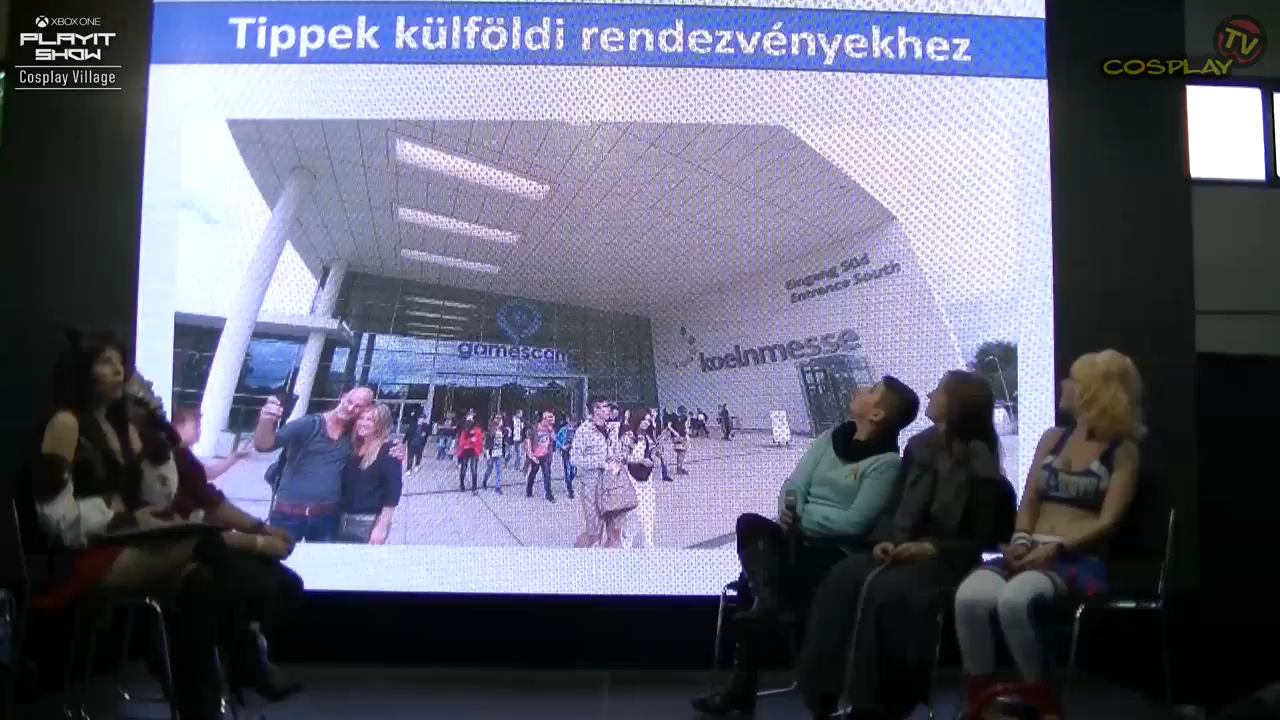 XBOX ONE
PLAYIT
SHOW
Cosplay Village
Tippek külföldi rendezvényekhez
TV
COSPLAY
Eingang Süd
Entrance South
gamescom
koelnmesse